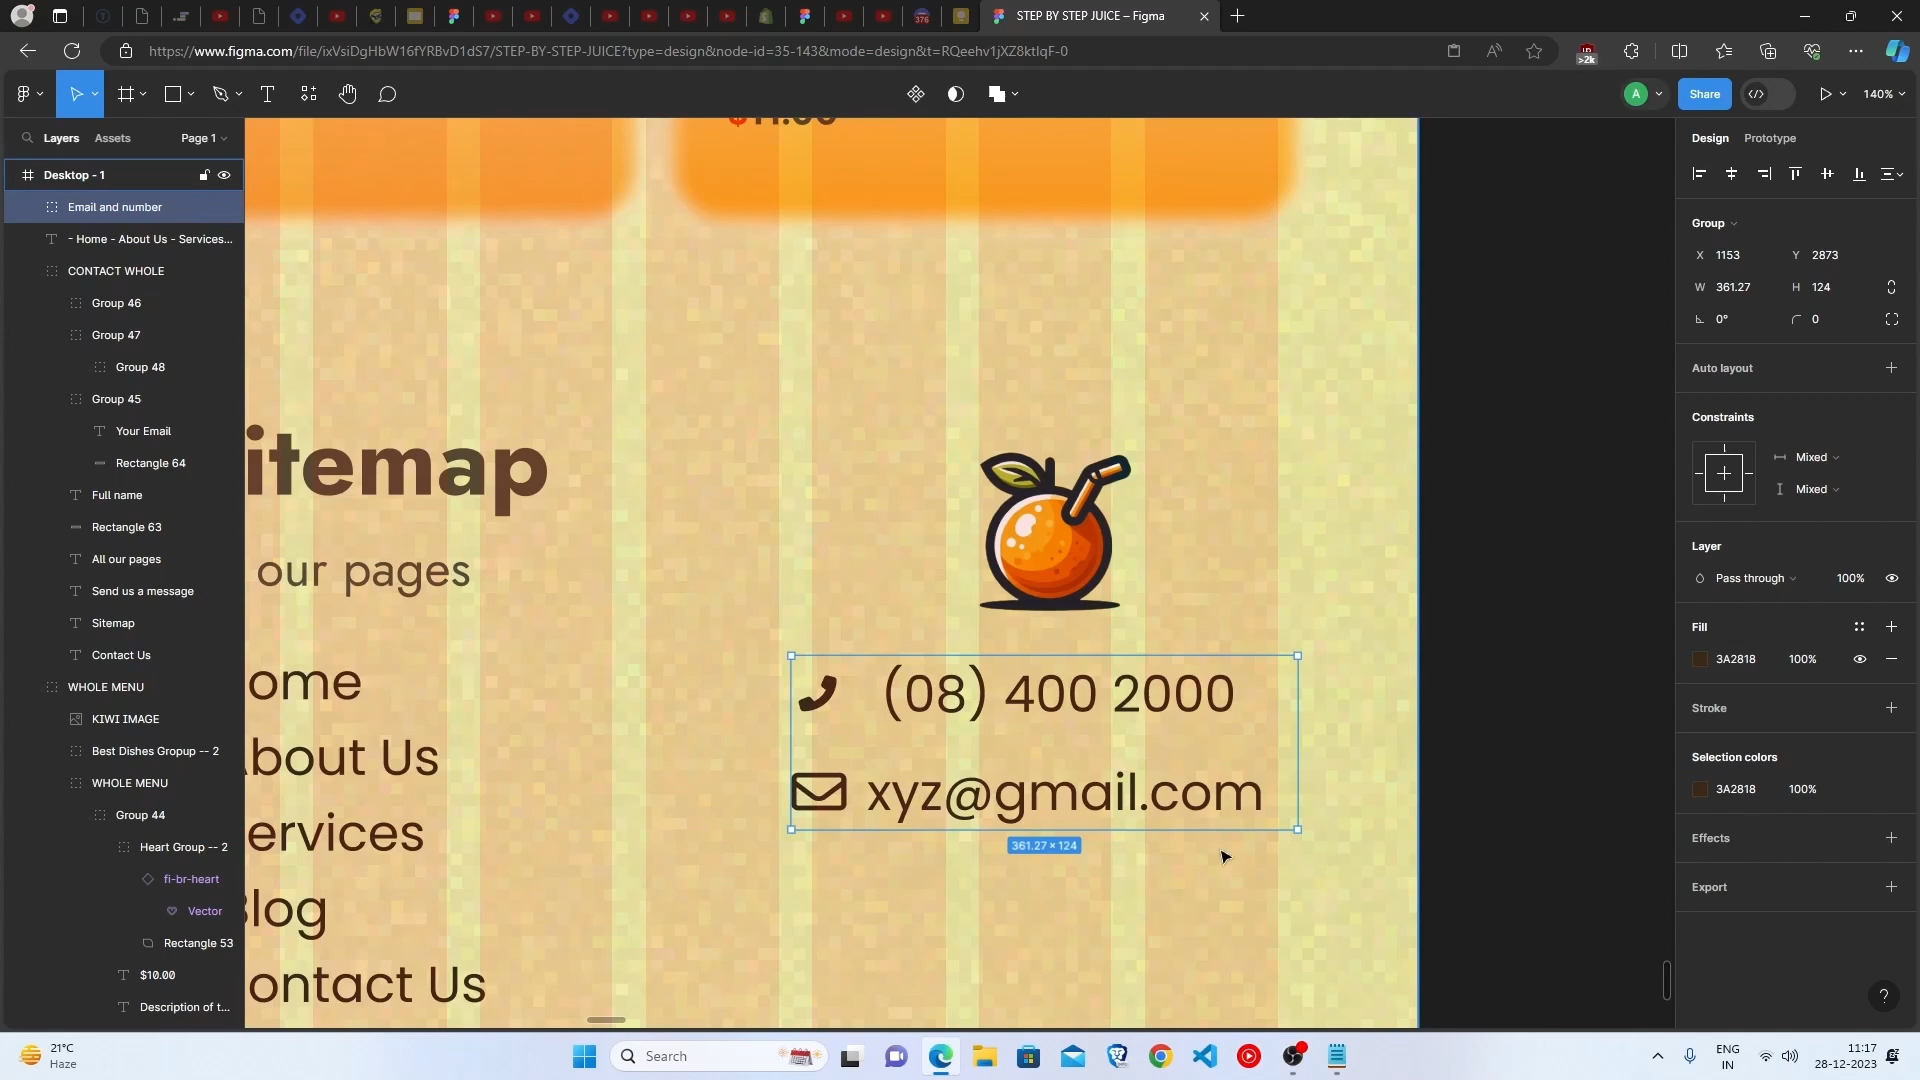 STEP BY STEP JUICE – Figma
https://www.figma.com/file/ixVsiDgHbW16fYRBvD1dS7/STEP-BY-STEP-JUICE?type=design&node-id=35-143&mode=design&t=RQeehv1jXZ8ktlqF-0
>2k
376
A
Share
140%
Layers
Assets
Page 1
Desktop - 1
Email and number
- Home - About Us - Services...
CONTACT WHOLE
Group 46
Group 47
Group 48
Group 45
Your Email
Rectangle 64
Full name
Rectangle 63
All our pages
Send us a message
Sitemap
Contact Us
WHOLE MENU
KIWI IMAGE
Best Dishes Gropup -- 2
WHOLE MENU
Group 44
Heart Group -- 2
fi-br-heart
Vector
Rectangle 53
$10.00
Description of t...
$11.00
itemap
our pages
ome
bout Us
ervices
Blog
ontact Us
(08) 400 2000
xyz@gmail.com
361.27 × 124
Design
Prototype
Group
X 1153
Y 2873
W 361.27
H 124
0°
0
Auto layout
Constraints
Mixed
Mixed
Layer
Pass through
100%
Fill
3A2818
100%
Stroke
Selection colors
3A2818
100%
Effects
Export
?
21°C
Haze
Search
ENG
IN
11:17
28-12-2023